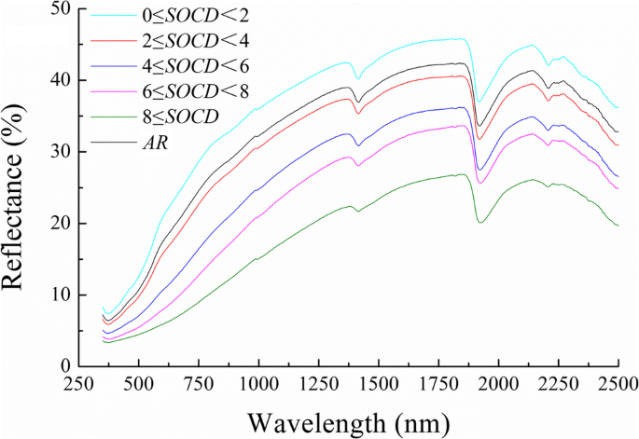 50
40
30
20
10
0
Reflectance (%)
0≤SOCD<2
2≤SOCD<4
4≤SOCD<6
6≤SOCD<8
8≤SOCD
AR
250 500 750 1000 1250 1500 1750 2000 2250 2500
Wavelength (nm)